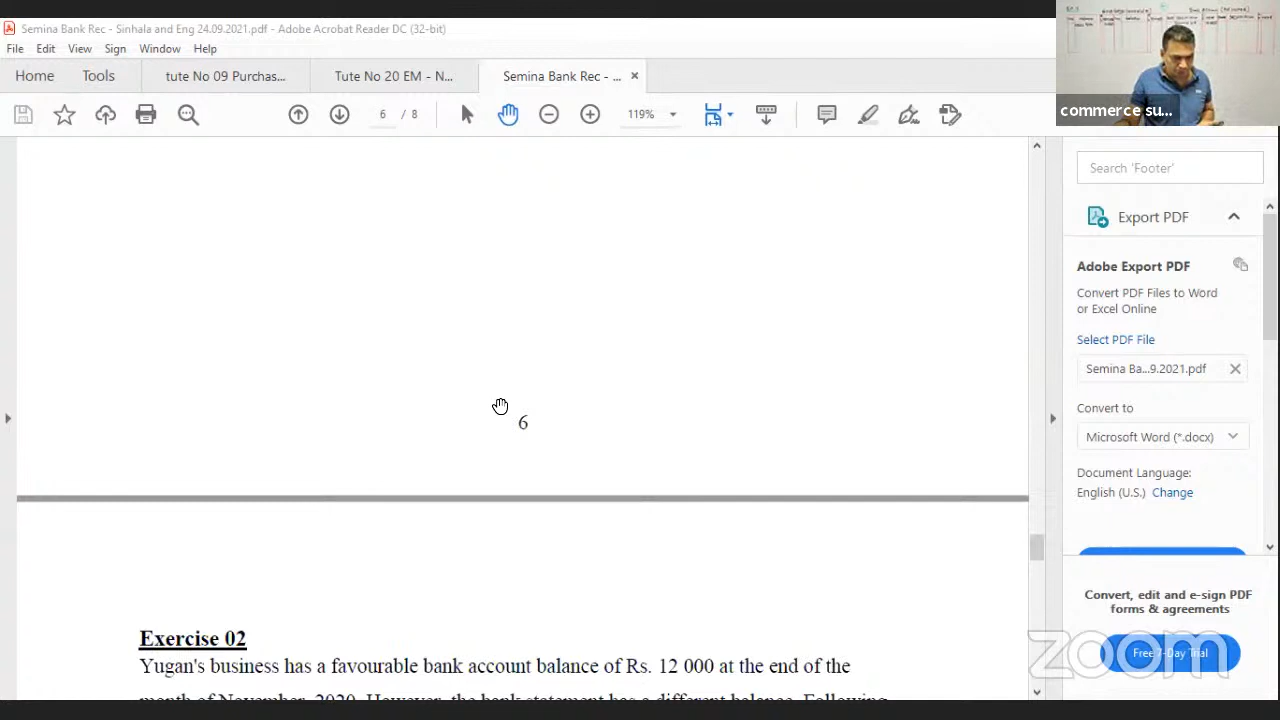 Semina Bank Rec - Sinhala and Eng 24.09.2021.pdf - Adobe Acrobat Reader DC (32-bit)
File Edit View Sign Window Help
Home Tools tute No 09 Purchas... Tute No 20 EM - N... Semina Bank Rec - ...
6 / 8 119%
commerce su...
Search 'Footer'
Export PDF
Adobe Export PDF
Convert PDF Files to Word
or Excel Online
Select PDF File
Semina Ba...9.2021.pdf
Convert to
Microsoft Word (*.docx)
Document Language:
English (U.S.) Change
6
Convert, edit and e-sign PDF
forms & agreements
Free 7-Day Trial
zoom
Exercise 02
Yugan's business has a favourable bank account balance of Rs. 12 000 at the end of the
month of November, 2020. However, the bank statement has a different balance. Following